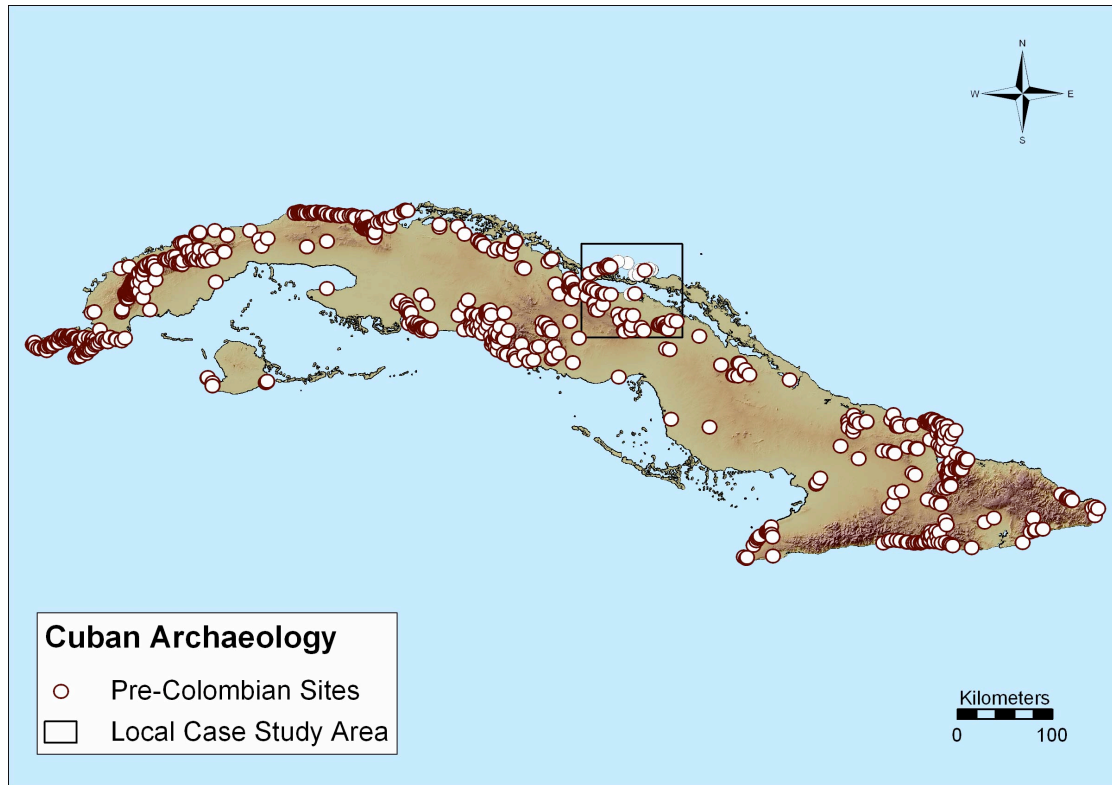 N
W E
S
Cuban Archaeology
Pre-Colombian Sites
Local Case Study Area
Kilometers
0 100